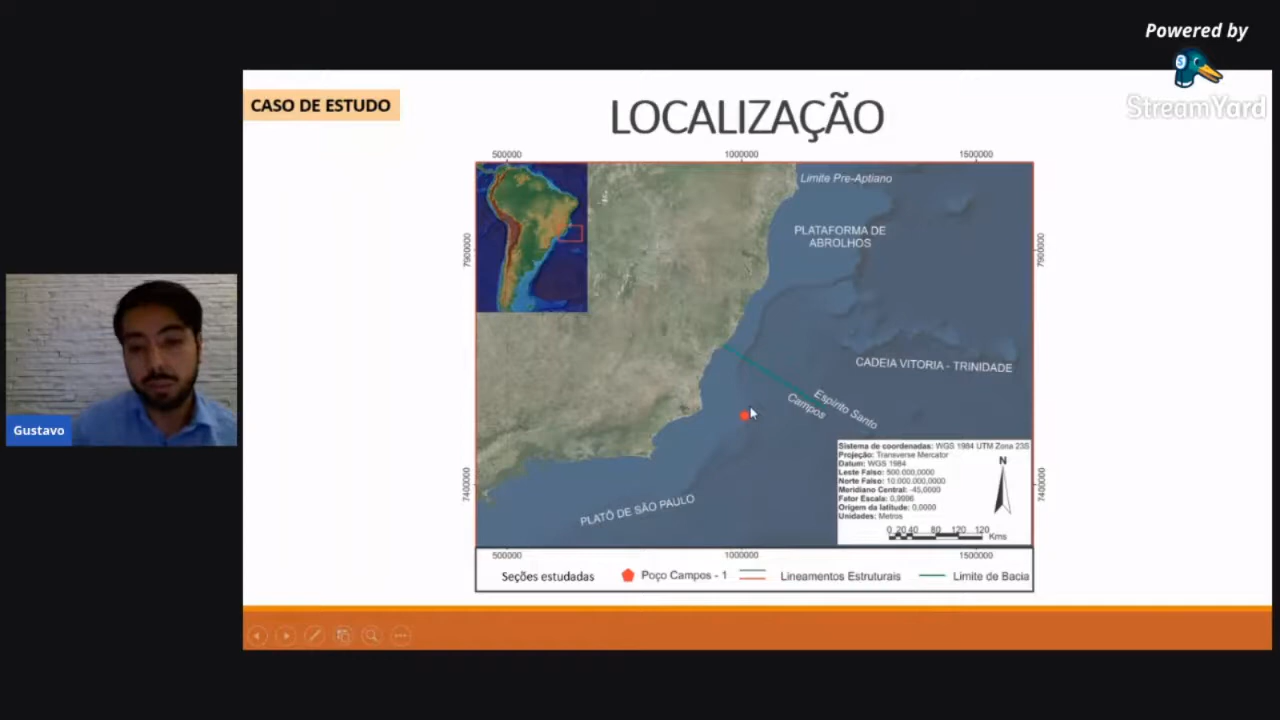 Powered by
StreamYard
CASO DE ESTUDO
LOCALIZAÇÃO
500000
1000000
1500000
Limite Pre-Aptiano
PLATAFORMA DE
ABROLHOS
7900000
7900000
CADEIA VITORIA - TRINIDADE
Espirito Santo
Campos
Gustavo
Sistema de coordenadas: WGS 1984 UTM Zona 23S
Projeção: Transverse Mercator
Datum: WGS 1984
Leste Falso: 500.000,0000
Norte Falso: 10.000.000,0000
Meridiano Central: -45,0000
Fator Escala: 0,9996
Origem da latitude: 0,0000
Unidades: Metros
N
0 20 40 80 120 120
Kms
7400000
7400000
PLATÔ DE SÃO PAULO
500000
1000000
1500000
Seções estudadas
Poço Campos - 1
Lineamentos Estruturais
Limite de Bacia